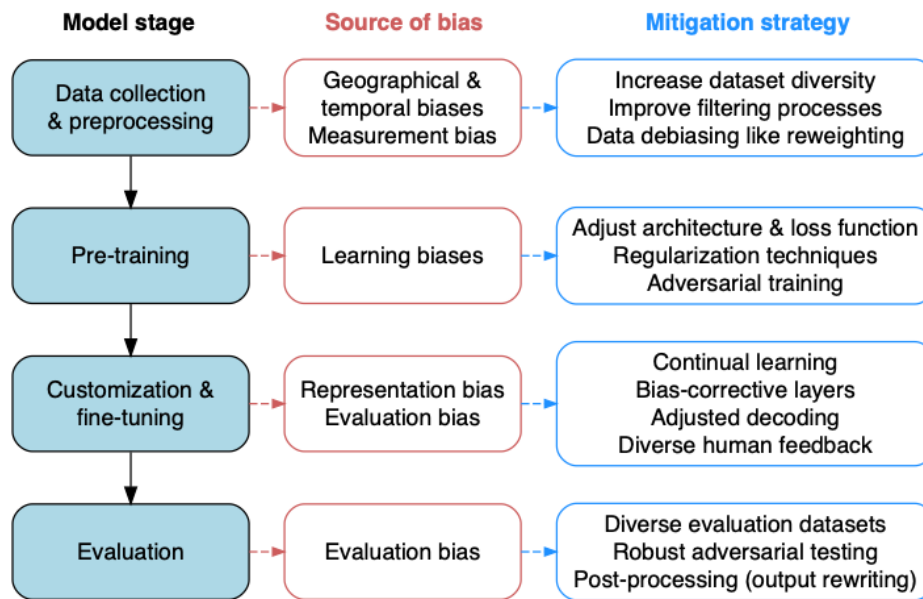 Model stage
Source of bias
Mitigation strategy
Data collection
& preprocessing
Geographical &
temporal biases
Measurement bias
Increase dataset diversity
Improve filtering processes
Data debiasing like reweighting
Pre-training
Learning biases
Adjust architecture & loss function
Regularization techniques
Adversarial training
Customization &
fine-tuning
Representation bias
Evaluation bias
Continual learning
Bias-corrective layers
Adjusted decoding
Diverse human feedback
Evaluation
Evaluation bias
Diverse evaluation datasets
Robust adversarial testing
Post-processing (output rewriting)